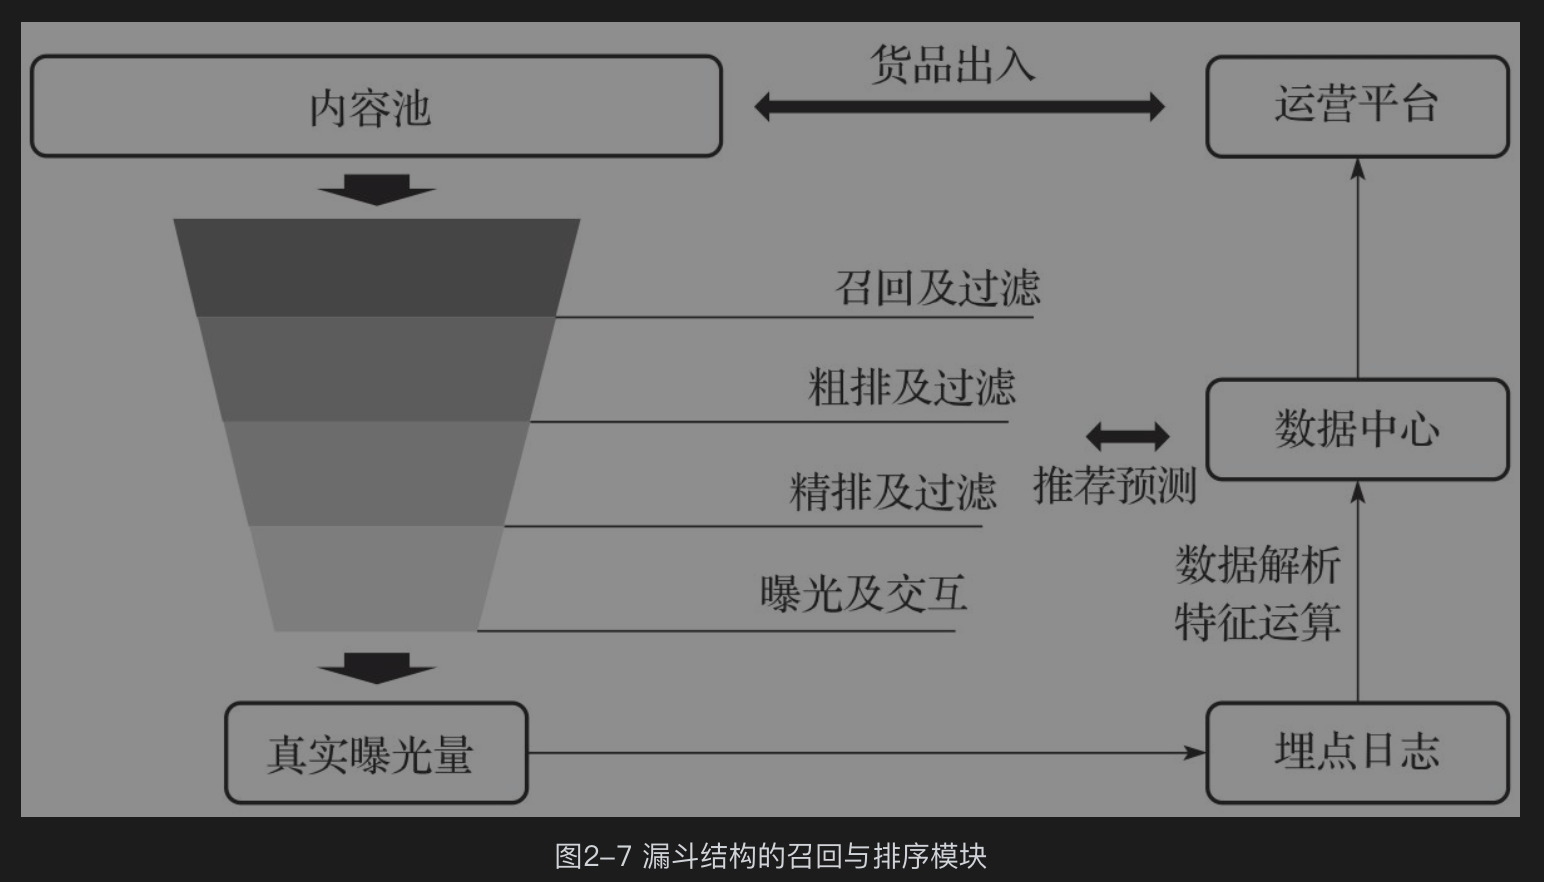 货品出入
内容池
运营平台
召回及过滤
粗排及过滤
数据中心
精排及过滤
推荐预测
曝光及交互
数据解析
特征运算
真实曝光量
埋点日志
图2-7 漏斗结构的召回与排序模块